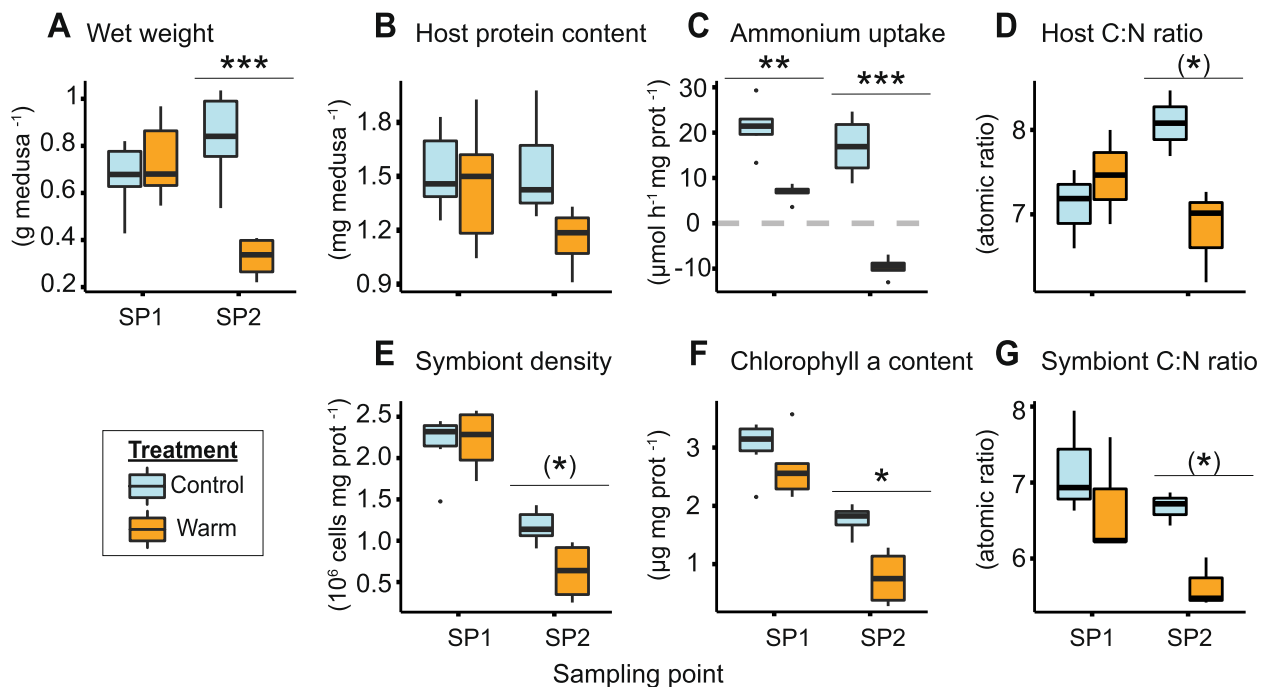 A Wet weight
***
(g medusa -1)
1
0.8
0.6
0.4
0.2
SP1 SP2
B Host protein content
(mg medusa -1)
1.8
1.5
1.2
0.9
C Ammonium uptake
** ***
(µmol h-1 mg prot -1)
30
20
10
0
-10
D Host C:N ratio
(*)
(atomic ratio)
8
7
Treatment
Control
Warm
E Symbiont density
(*)
(10⁶ cells mg prot -1)
2.5
2.0
1.5
1.0
0.5
SP1 SP2
F Chlorophyll a content
*
(µg mg prot -1)
3
2
1
SP1 SP2
G Symbiont C:N ratio
(*)
(atomic ratio)
8
7
6
SP1 SP2
Sampling point